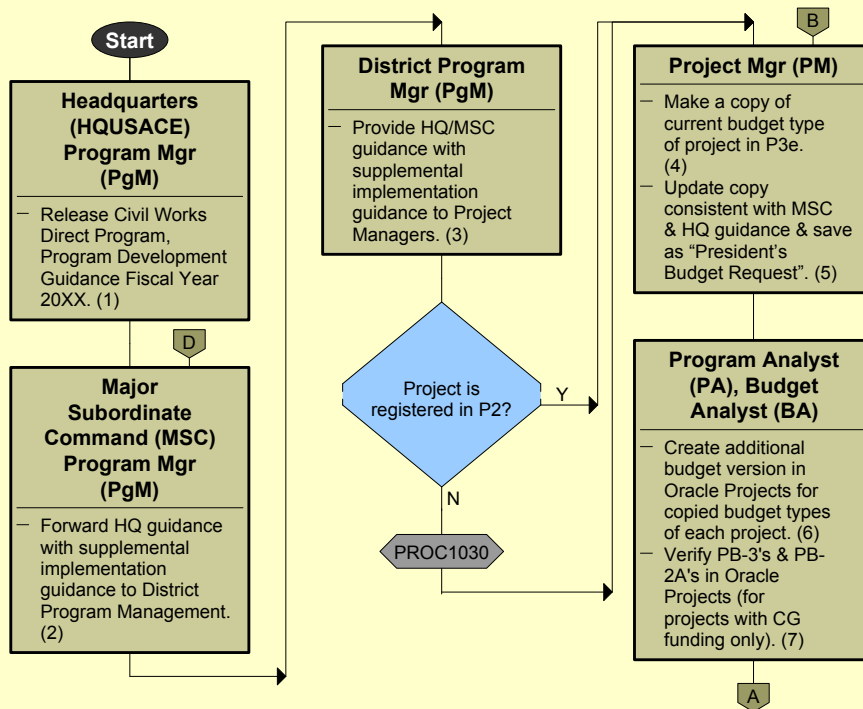 Start
Headquarters
(HQUSACE)
Program Mgr
(PgM)
– Release Civil Works
Direct Program,
Program Development
Guidance Fiscal Year
20XX. (1)
D
Major
Subordinate
Command (MSC)
Program Mgr
(PgM)
– Forward HQ guidance
with supplemental
implementation
guidance to District
Program Management.
(2)
District Program
Mgr (PgM)
– Provide HQ/MSC
guidance with
supplemental
implementation
guidance to Project
Managers. (3)
Project is
registered in P2?
Y
N
PROC1030
B
Project Mgr (PM)
– Make a copy of
current budget type
of project in P3e.
(4)
– Update copy
consistent with MSC
& HQ guidance & save
as “President’s
Budget Request”. (5)
Program Analyst
(PA), Budget
Analyst (BA)
– Create additional
budget version in
Oracle Projects for
copied budget types
of each project. (6)
– Verify PB-3's & PB-
2A's in Oracle
Projects (for
projects with CG
funding only). (7)
A